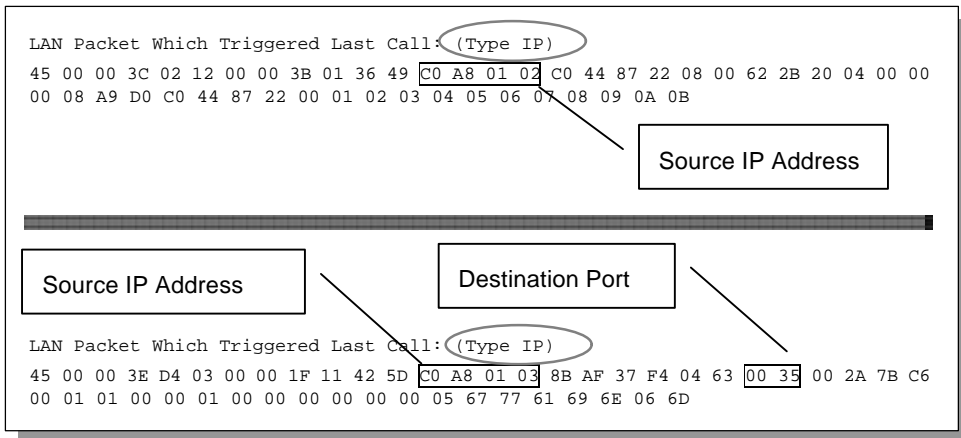 LAN Packet Which Triggered Last Call: (Type IP)
45 00 00 3C 02 12 00 00 3B 01 36 49 C0 A8 01 02 C0 44 87 22 08 00 62 2B 20 04 00 00
00 08 A9 D0 C0 44 87 22 00 01 02 03 04 05 06 07 08 09 0A 0B
Source IP Address
Source IP Address
Destination Port
LAN Packet Which Triggered Last Call: (Type IP)
45 00 00 3E D4 03 00 00 1F 11 42 5D C0 A8 01 03 8B AF 37 F4 04 63 00 35 00 2A 7B C6
00 01 01 00 00 01 00 00 00 00 00 00 05 67 77 61 69 6E 06 6D